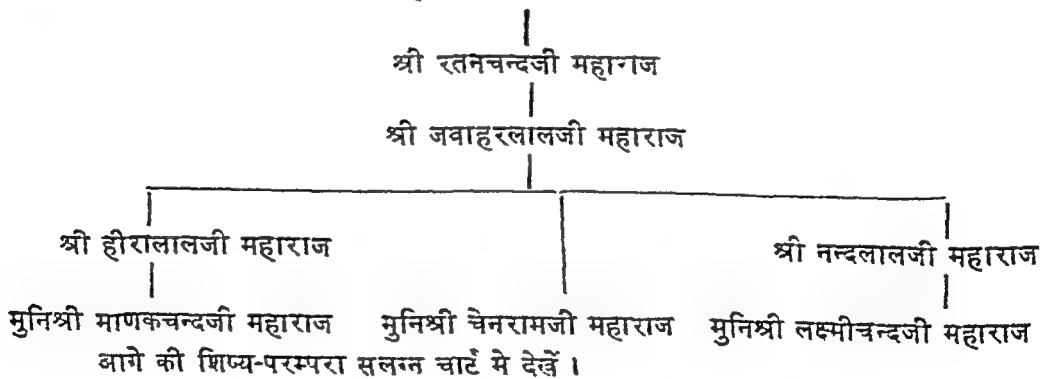 श्री रतनचन्दजी महाराज
श्री जवाहरलालजी महाराज
श्री हीरालालजी महाराज श्री नन्दलालजी महाराज
मुनिश्री माणकचन्दजी महाराज मुनिश्री चेनरामजी महाराज मुनिश्री लक्ष्मीचन्दजी महाराज
आगे की शिष्य-परम्परा सलग्न चार्ट मे देखें ।